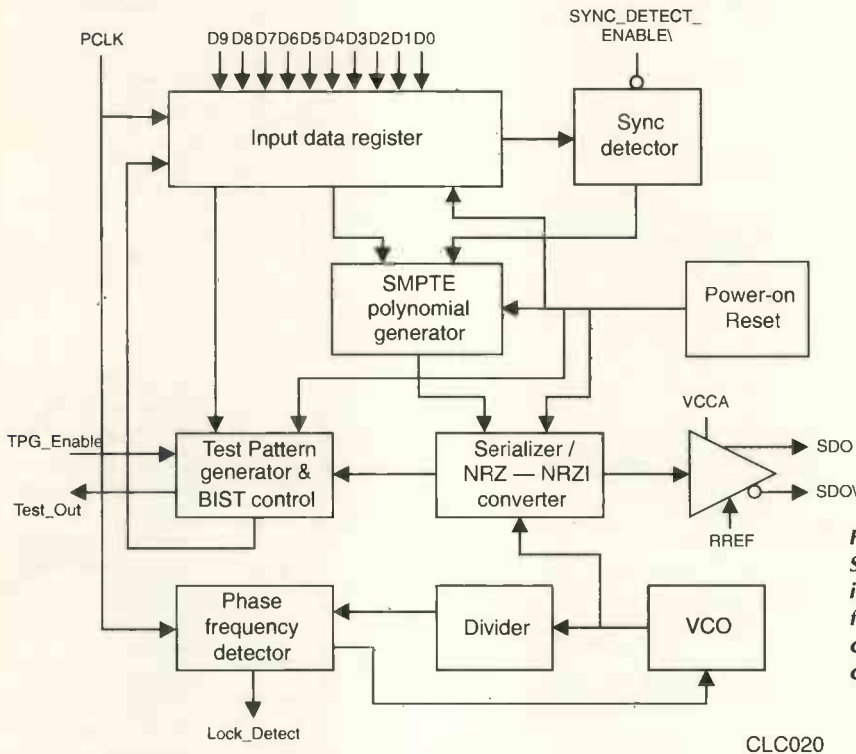 PCLK
D9 D8 D7 D6 D5 D4 D3 D2 D1 D0
SYNC_DETECT_
ENABLE\
Input data register
Sync
detector
SMPTE
polynomial
generator
Power-on
Reset
TPG_Enable
Test_Out
Test Pattern
generator &
BIST control
Serializer /
NRZ — NRZI
converter
VCCA
SDO
SDO\
RREF
Phase
frequency
detector
Divider
VCO
Lock_Detect
CLC020